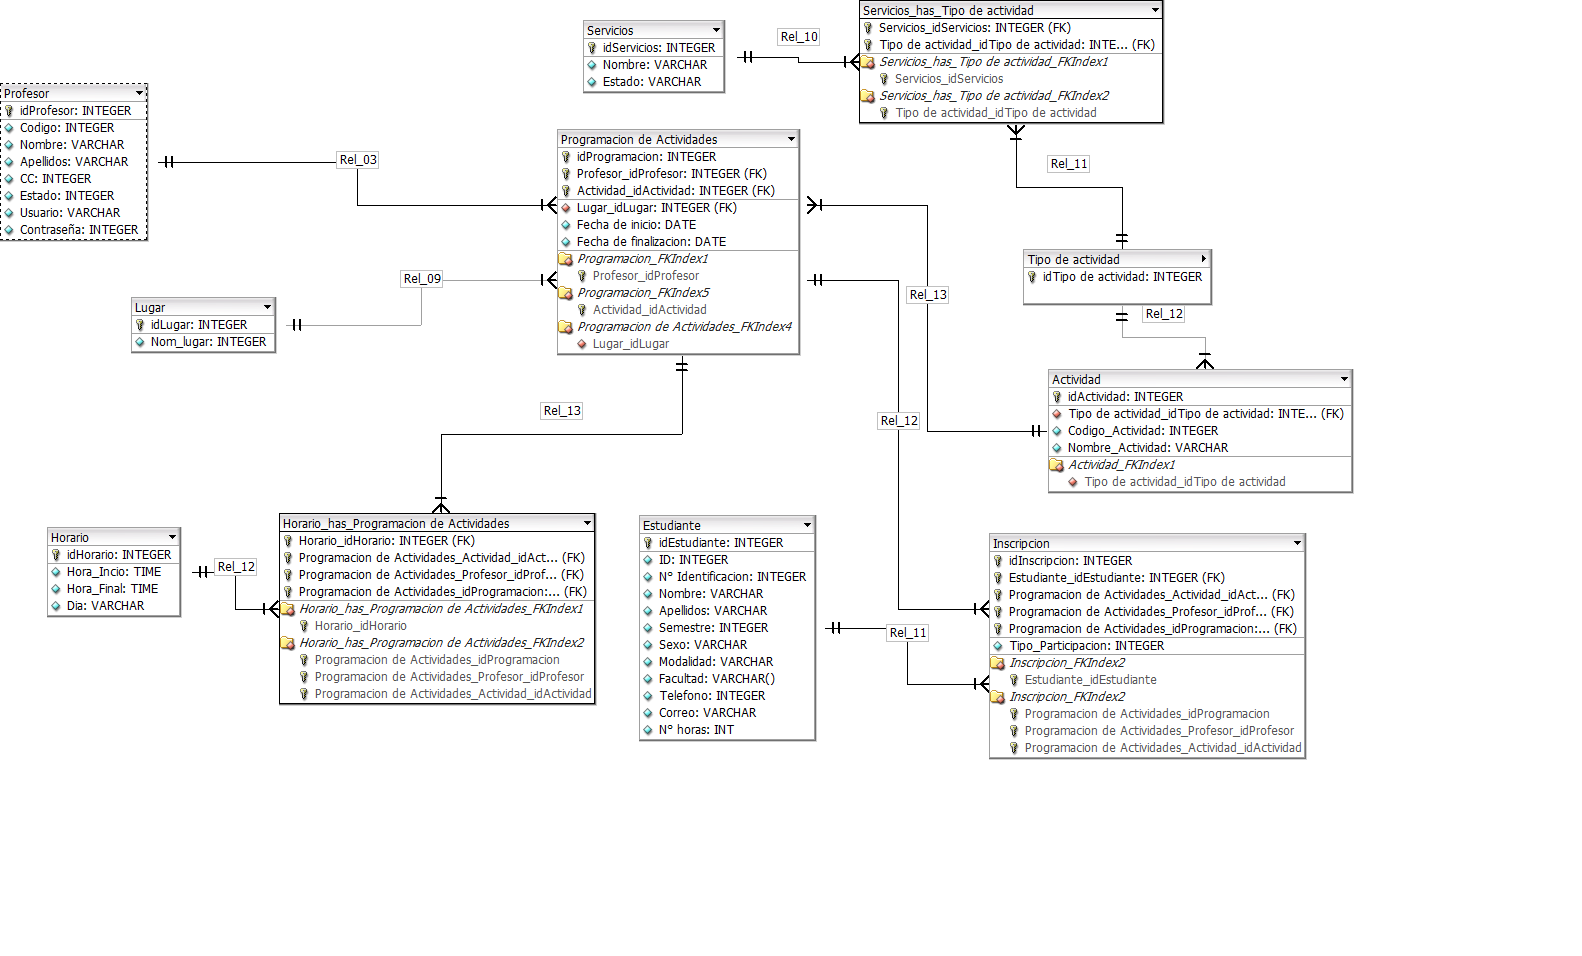 Servicios_has_Tipo de actividad
Servicios_idServicios: INTEGER (FK)
Tipo de actividad_idTipo de actividad: INTE... (FK)
Servicios_has_Tipo de actividad_FKIndex1
Servicios_idServicios
Servicios_has_Tipo de actividad_FKIndex2
Tipo de actividad_idTipo de actividad
Servicios
idServicios: INTEGER
Nombre: VARCHAR
Estado: VARCHAR
Rel_10
Profesor
idProfesor: INTEGER
Codigo: INTEGER
Nombre: VARCHAR
Apellidos: VARCHAR
CC: INTEGER
Estado: INTEGER
Usuario: VARCHAR
Contraseña: INTEGER
Rel_03
Programacion de Actividades
idProgramacion: INTEGER
Profesor_idProfesor: INTEGER (FK)
Actividad_idActividad: INTEGER (FK)
Lugar_idLugar: INTEGER (FK)
Fecha de inicio: DATE
Fecha de finalizacion: DATE
Programacion_FKIndex1
Profesor_idProfesor
Programacion_FKIndex5
Actividad_idActividad
Programacion de Actividades_FKIndex4
Lugar_idLugar
Rel_11
Tipo de actividad
idTipo de actividad: INTEGER
Rel_09
Rel_13
Rel_12
Lugar
idLugar: INTEGER
Nom_lugar: INTEGER
Actividad
idActividad: INTEGER
Tipo de actividad_idTipo de actividad: INTE... (FK)
Codigo_Actividad: INTEGER
Nombre_Actividad: VARCHAR
Actividad_FKIndex1
Tipo de actividad_idTipo de actividad
Rel_13
Rel_12
Horario
idHorario: INTEGER
Hora_Incio: TIME
Hora_Final: TIME
Dia: VARCHAR
Rel_12
Horario_has_Programacion de Actividades
Horario_idHorario: INTEGER (FK)
Programacion de Actividades_Actividad_idAct... (FK)
Programacion de Actividades_Profesor_idProf... (FK)
Programacion de Actividades_idProgramacion:... (FK)
Horario_has_Programacion de Actividades_FKIndex1
Horario_idHorario
Horario_has_Programacion de Actividades_FKIndex2
Programacion de Actividades_idProgramacion
Programacion de Actividades_Profesor_idProfesor
Programacion de Actividades_Actividad_idActividad
Estudiante
idEstudiante: INTEGER
ID: INTEGER
N° Identificacion: INTEGER
Nombre: VARCHAR
Apellidos: VARCHAR
Semestre: INTEGER
Sexo: VARCHAR
Modalidad: VARCHAR
Facultad: VARCHAR()
Telefono: INTEGER
Correo: VARCHAR
N° horas: INT
Rel_11
Inscripcion
idInscripcion: INTEGER
Estudiante_idEstudiante: INTEGER (FK)
Programacion de Actividades_Actividad_idAct... (FK)
Programacion de Actividades_Profesor_idProf... (FK)
Programacion de Actividades_idProgramacion:... (FK)
Tipo_Participacion: INTEGER
Inscripcion_FKIndex2
Estudiante_idEstudiante
Inscripcion_FKIndex2
Programacion de Actividades_idProgramacion
Programacion de Actividades_Profesor_idProfesor
Programacion de Actividades_Actividad_idActividad